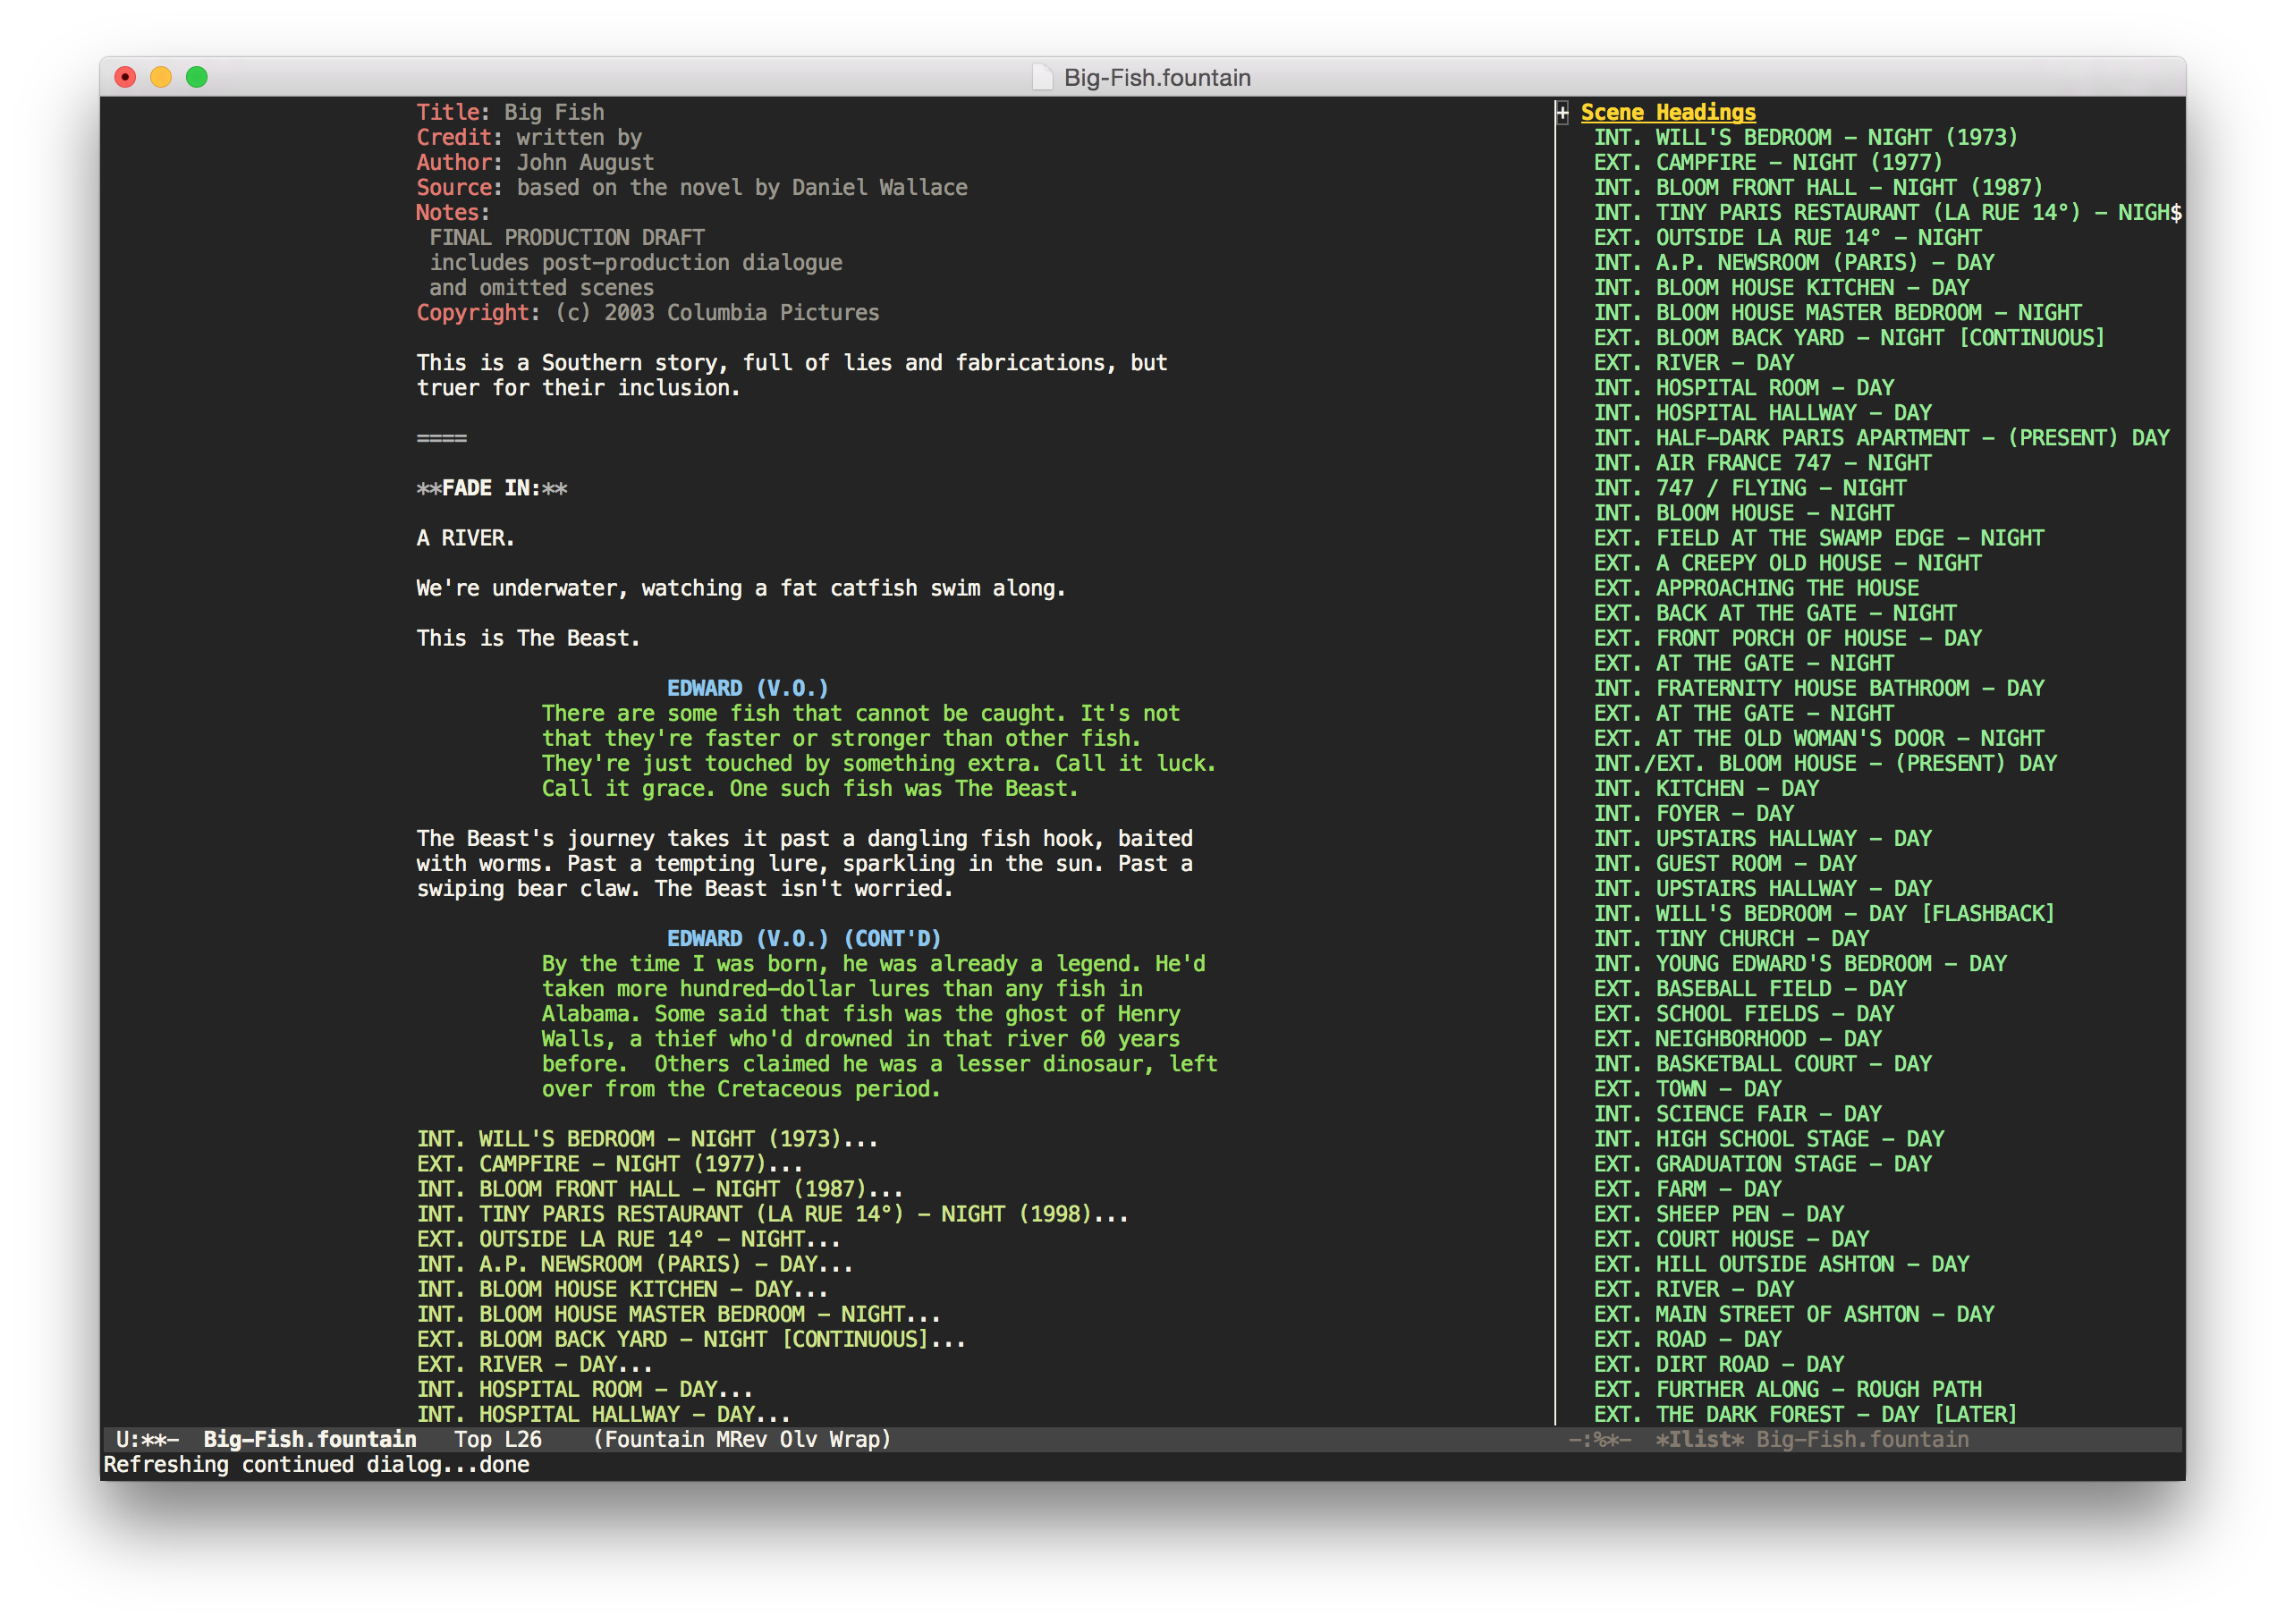 Big-Fish.fountain
Title: Big Fish
Credit: written by
Author: John August
Source: based on the novel by Daniel Wallace
Notes:
FINAL PRODUCTION DRAFT
includes post-production dialogue
and omitted scenes
Copyright: (c) 2003 Columbia Pictures
This is a Southern story, full of lies and fabrications, but
truer for their inclusion.
====
**FADE IN:**
A RIVER.
We're underwater, watching a fat catfish swim along.
This is The Beast.
EDWARD (V.O.)
There are some fish that cannot be caught. It's not
that they're faster or stronger than other fish.
They're just touched by something extra. Call it luck.
Call it grace. One such fish was The Beast.
The Beast's journey takes it past a dangling fish hook, baited
with worms. Past a tempting lure, sparkling in the sun. Past a
swiping bear claw. The Beast isn't worried.
EDWARD (V.O.) (CONT'D)
By the time I was born, he was already a legend. He'd
taken more hundred-dollar lures than any fish in
Alabama. Some said that fish was the ghost of Henry
Walls, a thief who'd drowned in that river 60 years
before.  Others claimed he was a lesser dinosaur, left
over from the Cretaceous period.
INT. WILL'S BEDROOM - NIGHT (1973)...
EXT. CAMPFIRE - NIGHT (1977)...
INT. BLOOM FRONT HALL - NIGHT (1987)...
INT. TINY PARIS RESTAURANT (LA RUE 14°) - NIGHT (1998)...
EXT. OUTSIDE LA RUE 14° - NIGHT...
INT. A.P. NEWSROOM (PARIS) - DAY...
INT. BLOOM HOUSE KITCHEN - DAY...
INT. BLOOM HOUSE MASTER BEDROOM - NIGHT...
EXT. BLOOM BACK YARD - NIGHT [CONTINUOUS]...
EXT. RIVER - DAY...
INT. HOSPITAL ROOM - DAY...
INT. HOSPITAL HALLWAY - DAY...
U:**-  Big-Fish.fountain   Top L26    (Fountain MRev Olv Wrap)
Refreshing continued dialog...done
+ Scene Headings
INT. WILL'S BEDROOM - NIGHT (1973)
EXT. CAMPFIRE - NIGHT (1977)
INT. BLOOM FRONT HALL - NIGHT (1987)
INT. TINY PARIS RESTAURANT (LA RUE 14°) - NIGH$
EXT. OUTSIDE LA RUE 14° - NIGHT
INT. A.P. NEWSROOM (PARIS) - DAY
INT. BLOOM HOUSE KITCHEN - DAY
INT. BLOOM HOUSE MASTER BEDROOM - NIGHT
EXT. BLOOM BACK YARD - NIGHT [CONTINUOUS]
EXT. RIVER - DAY
INT. HOSPITAL ROOM - DAY
INT. HOSPITAL HALLWAY - DAY
INT. HALF-DARK PARIS APARTMENT - (PRESENT) DAY
INT. AIR FRANCE 747 - NIGHT
INT. 747 / FLYING - NIGHT
INT. BLOOM HOUSE - NIGHT
EXT. FIELD AT THE SWAMP EDGE - NIGHT
EXT. A CREEPY OLD HOUSE - NIGHT
EXT. APPROACHING THE HOUSE
EXT. BACK AT THE GATE - NIGHT
EXT. FRONT PORCH OF HOUSE - DAY
EXT. AT THE GATE - NIGHT
INT. FRATERNITY HOUSE BATHROOM - DAY
EXT. AT THE GATE - NIGHT
EXT. AT THE OLD WOMAN'S DOOR - NIGHT
INT./EXT. BLOOM HOUSE - (PRESENT) DAY
INT. KITCHEN - DAY
INT. FOYER - DAY
INT. UPSTAIRS HALLWAY - DAY
INT. GUEST ROOM - DAY
INT. UPSTAIRS HALLWAY - DAY
INT. WILL'S BEDROOM - DAY [FLASHBACK]
INT. TINY CHURCH - DAY
INT. YOUNG EDWARD'S BEDROOM - DAY
EXT. BASEBALL FIELD - DAY
EXT. SCHOOL FIELDS - DAY
EXT. NEIGHBORHOOD - DAY
INT. BASKETBALL COURT - DAY
EXT. TOWN - DAY
INT. SCIENCE FAIR - DAY
INT. HIGH SCHOOL STAGE - DAY
EXT. GRADUATION STAGE - DAY
EXT. FARM - DAY
EXT. SHEEP PEN - DAY
EXT. COURT HOUSE - DAY
EXT. HILL OUTSIDE ASHTON - DAY
EXT. RIVER - DAY
EXT. MAIN STREET OF ASHTON - DAY
EXT. ROAD - DAY
EXT. DIRT ROAD - DAY
EXT. FURTHER ALONG - ROUGH PATH
EXT. THE DARK FOREST - DAY [LATER]
-:%*-  *Ilist* Big-Fish.fountain